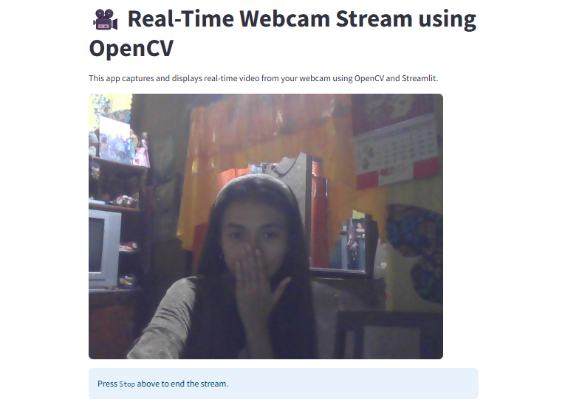 🎥 Real-Time Webcam Stream using
OpenCV
This app captures and displays real-time video from your webcam using OpenCV and Streamlit.
Press Stop above to end the stream.